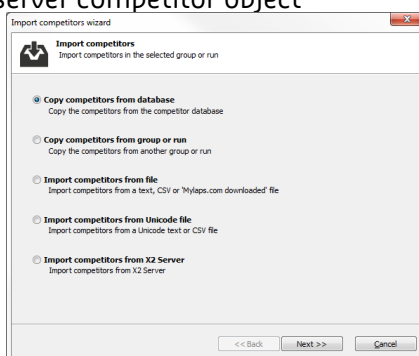 server competitor object
Import competitors wizard
Import competitors
Import competitors in the selected group or run
Copy competitors from database
Copy the competitors from the competitor database
Copy competitors from group or run
Copy the competitors from another group or run
Import competitors from file
Import competitors from a text, CSV or 'Mylaps.com downloaded' file
Import competitors from Unicode file
Import competitors from a Unicode text or CSV file
Import competitors from X2 Server
Import competitors from X2 Server
<< Back Next >> Cancel